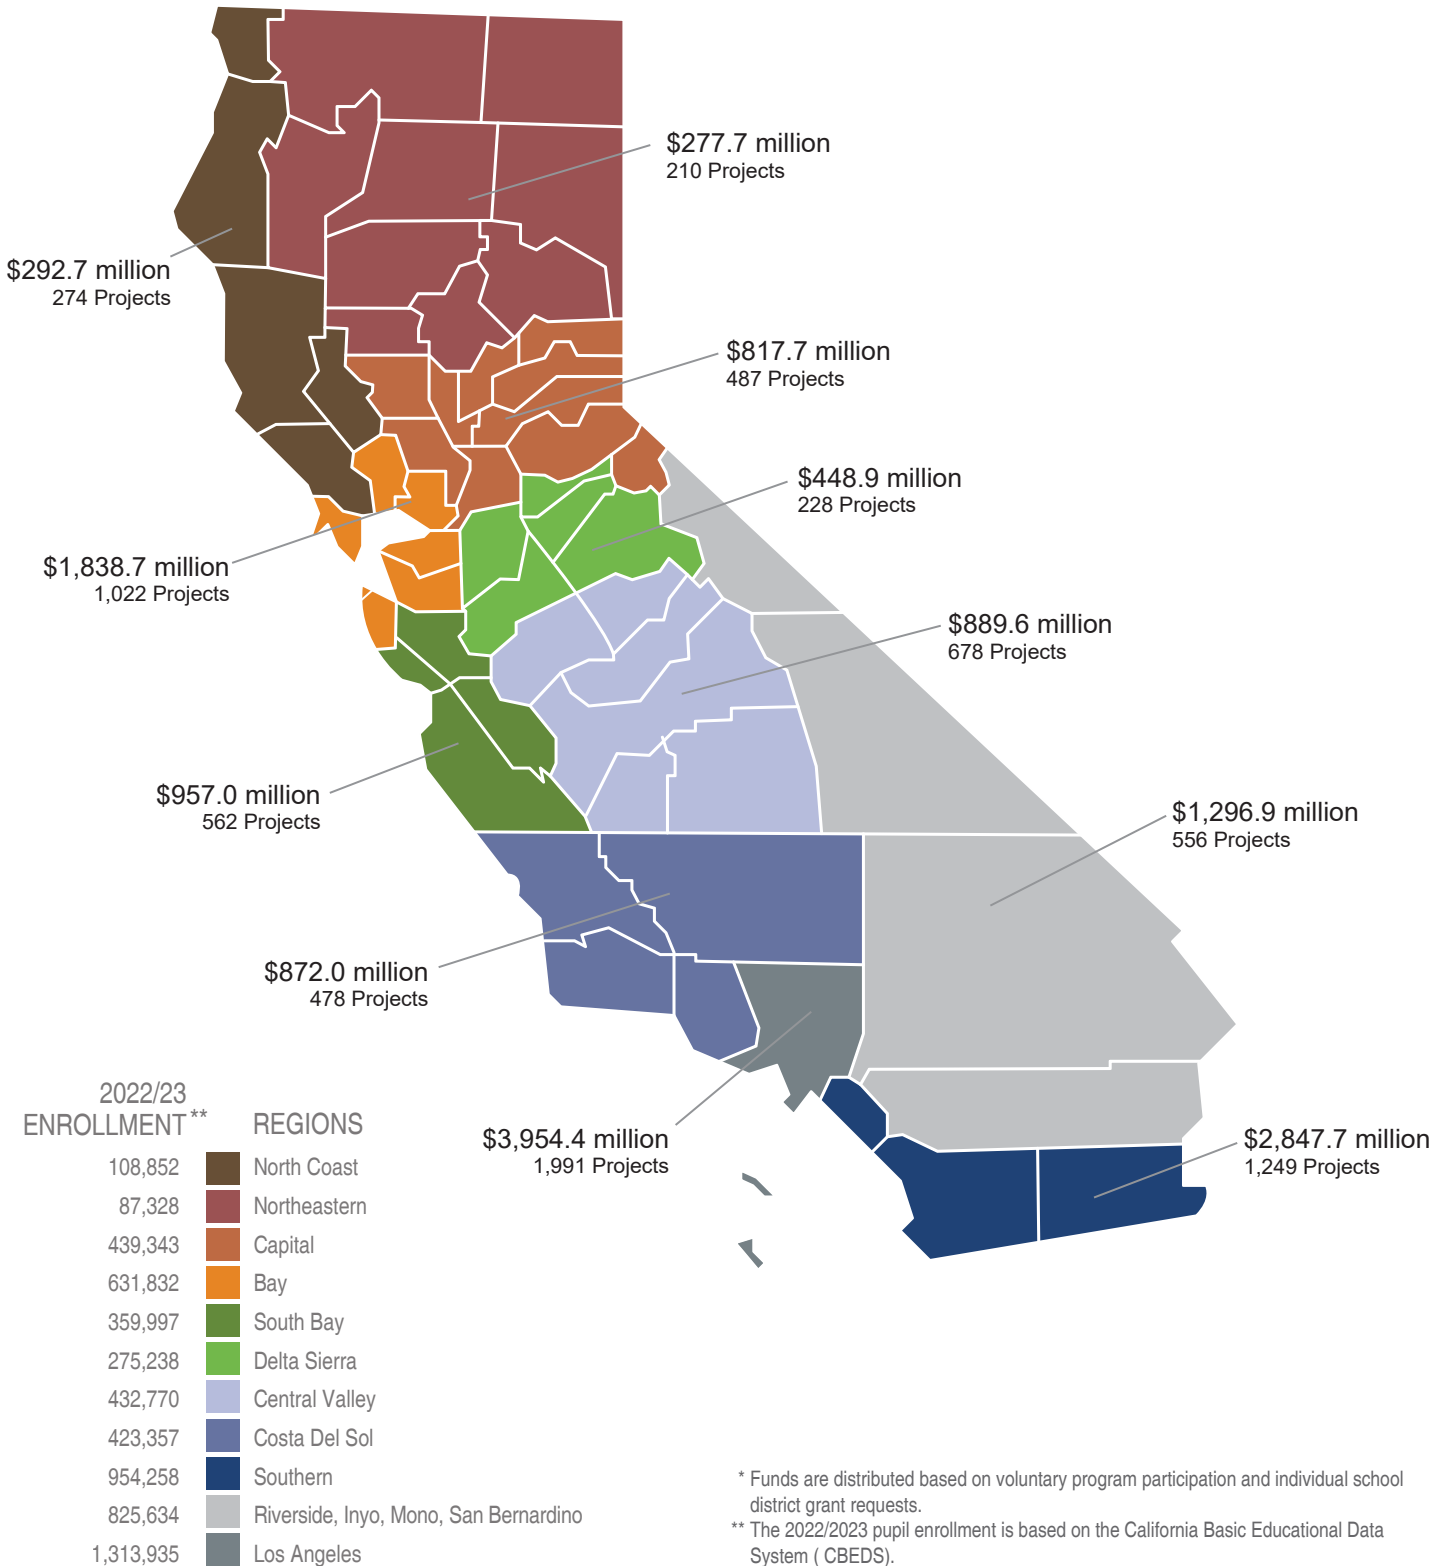 $277.7 million
210 Projects
$292.7 million
274 Projects
$817.7 million
487 Projects
$448.9 million
228 Projects
$1,838.7 million
1,022 Projects
$889.6 million
678 Projects
$957.0 million
562 Projects
$1,296.9 million
556 Projects
$872.0 million
478 Projects
$3,954.4 million
1,991 Projects
$2,847.7 million
1,249 Projects
2022/23
ENROLLMENT** REGIONS
108,852 North Coast
87,328 Northeastern
439,343 Capital
631,832 Bay
359,997 South Bay
275,238 Delta Sierra
432,770 Central Valley
423,357 Costa Del Sol
954,258 Southern
825,634 Riverside, Inyo, Mono, San Bernardino
1,313,935 Los Angeles
* Funds are distributed based on voluntary program participation and individual school
district grant requests.
** The 2022/2023 pupil enrollment is based on the California Basic Educational Data
System ( CBEDS).